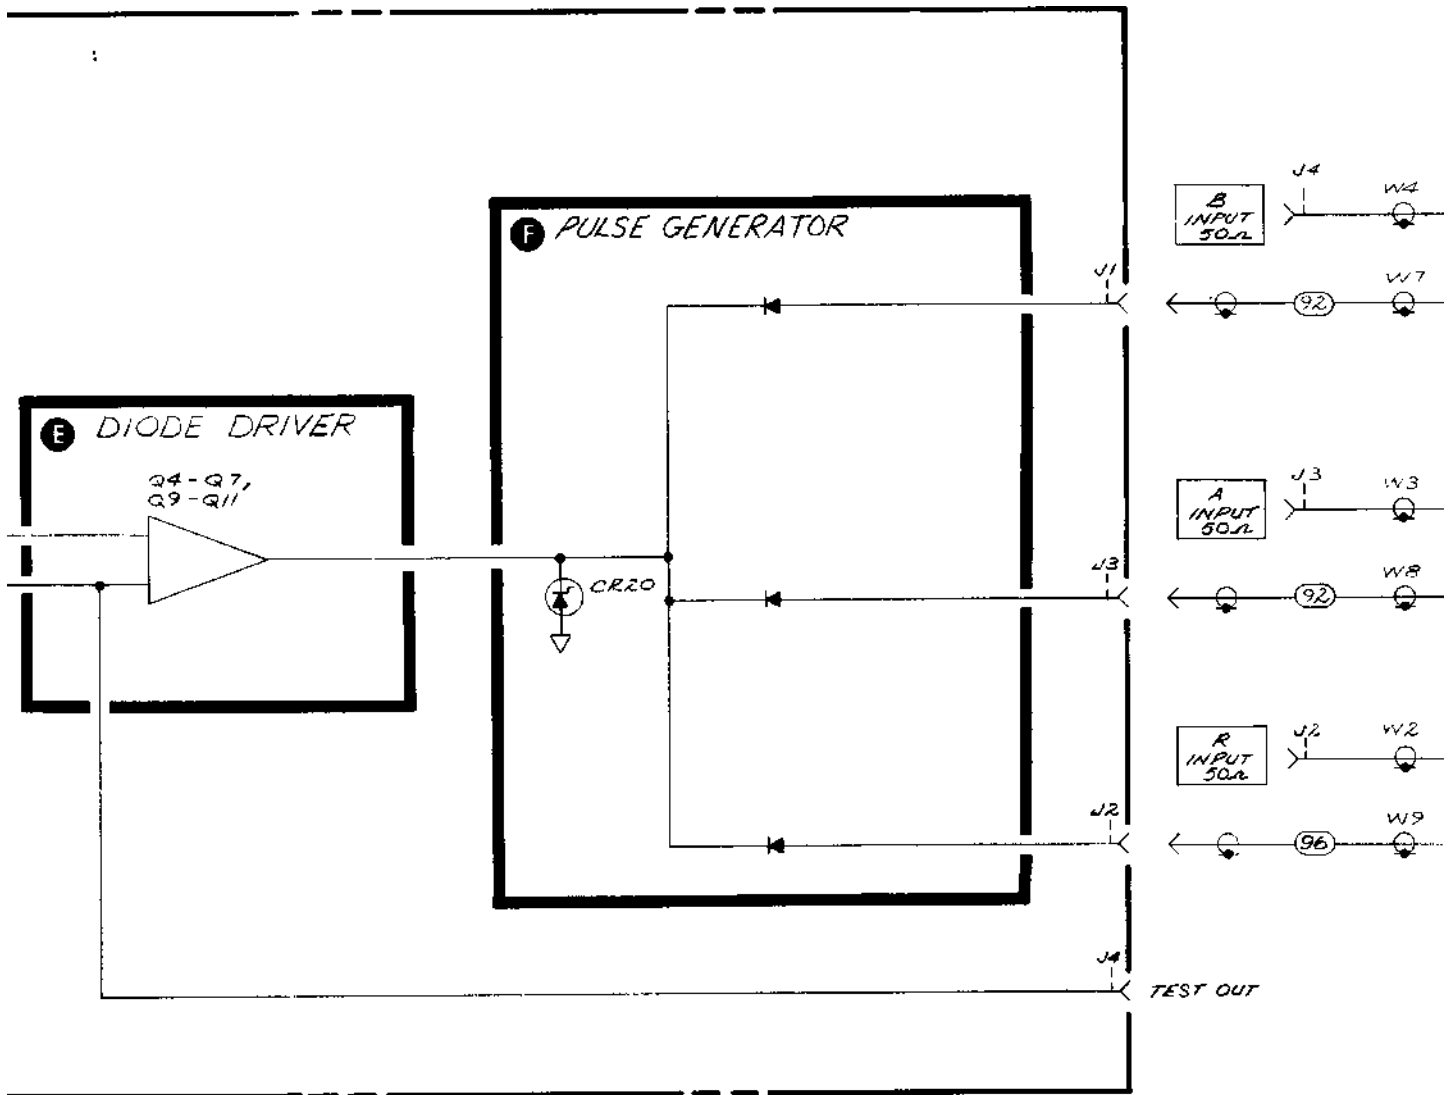 F PULSE GENERATOR
E DIODE DRIVER
Q4-Q7,
Q9-Q11
CR20
J1
J3
J2
J4
TEST OUT
B
INPUT
50Ω
J4
W4
92
W7
A
INPUT
50Ω
J3
W3
92
W8
R
INPUT
50Ω
J2
W2
96
W9